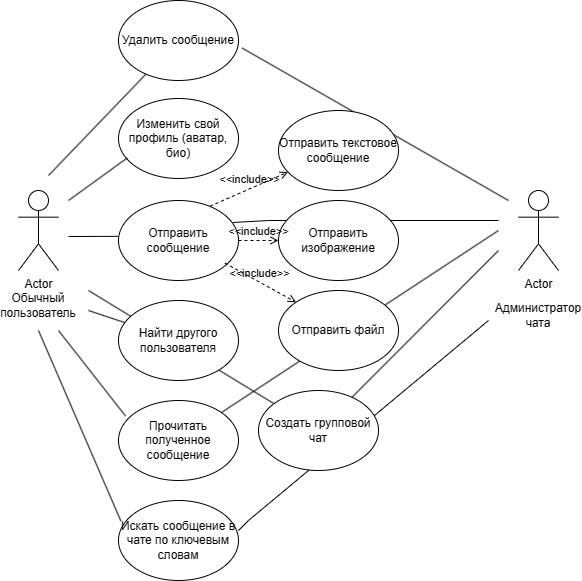 Удалить сообщение
Изменить свой
профиль (аватар,
био)
Отправить текстовое
сообщение
<<include>>
Отправить
сообщение
<<include>>
Отправить
изображение
<<include>>
Actor
Обычный
пользователь
Actor
Администратор
чата
Найти другого
пользователя
Отправить файл
Прочитать
полученное
сообщение
Создать групповой
чат
Искать сообщение в
чате по ключевым
словам